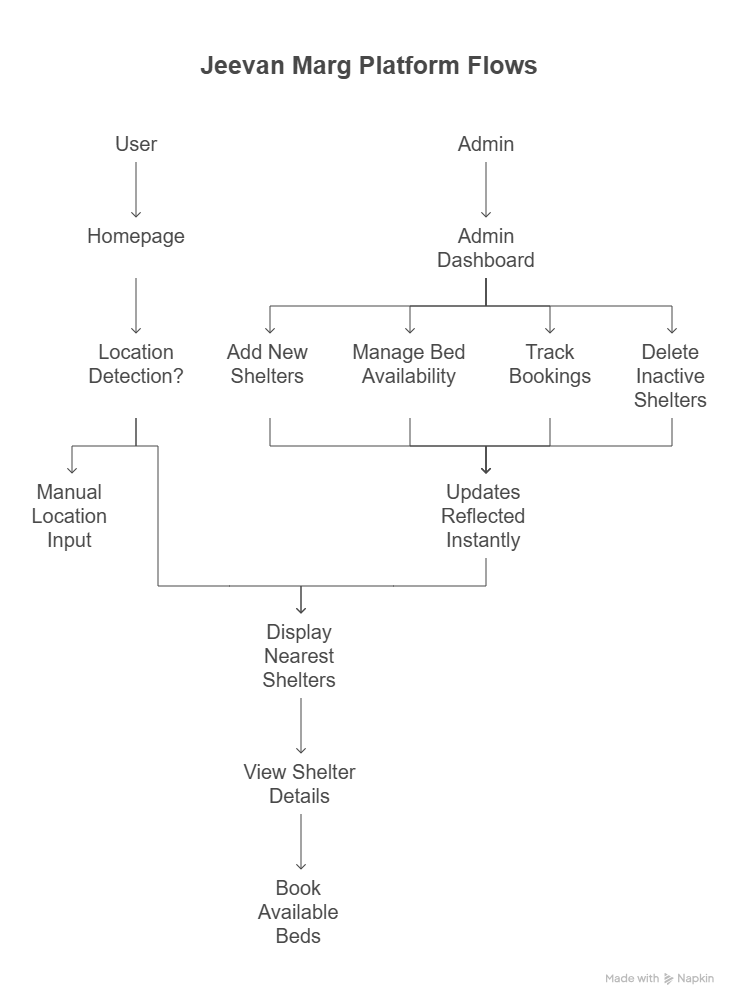 Jeevan Marg Platform Flows
User
Admin
Homepage
Admin
Dashboard
Location
Detection?
Add New
Shelters
Manage Bed
Availability
Track
Bookings
Delete
Inactive
Shelters
Manual
Location
Input
Updates
Reflected
Instantly
Display
Nearest
Shelters
View Shelter
Details
Book
Available
Beds
Made with Napkin